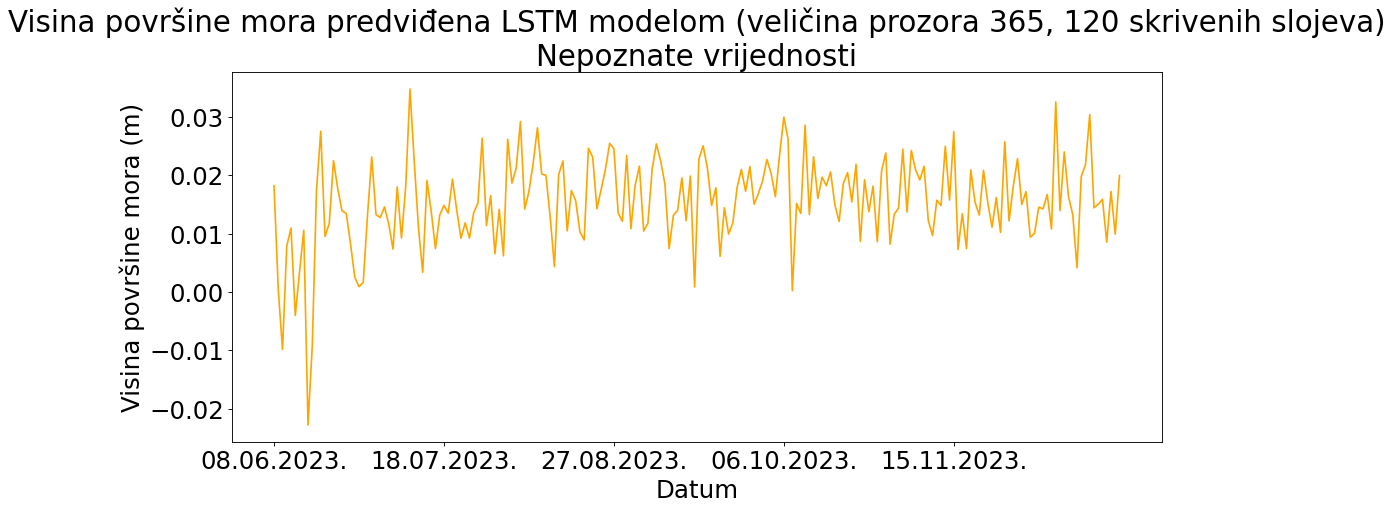 Visina površine mora predviđena LSTM modelom (veličina prozora 365, 120 skrivenih slojeva)
Nepoznate vrijednosti
Visina površine mora (m)
0.03
0.02
0.01
0.00
−0.01
−0.02
08.06.2023. 18.07.2023. 27.08.2023. 06.10.2023. 15.11.2023.
Datum